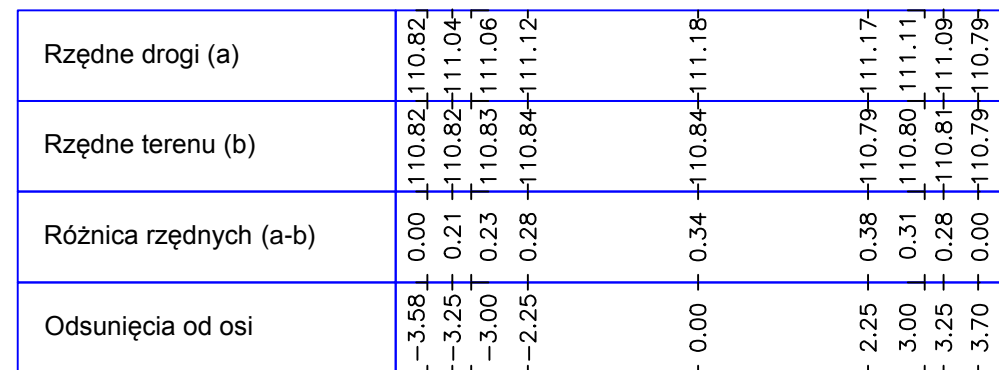 Rzędne drogi (a) 110.82 111.04 111.06 111.12 111.18 111.17 111.11 111.09 110.79
Rzędne terenu (b) 110.82 110.82 110.83 110.84 110.84 110.79 110.80 110.81 110.79
Różnica rzędnych (a-b) 0.00 0.21 0.23 0.28 0.34 0.38 0.31 0.28 0.00
Odsunięcia od osi -3.58 -3.25 -3.00 -2.25 0.00 2.25 3.00 3.25 3.70